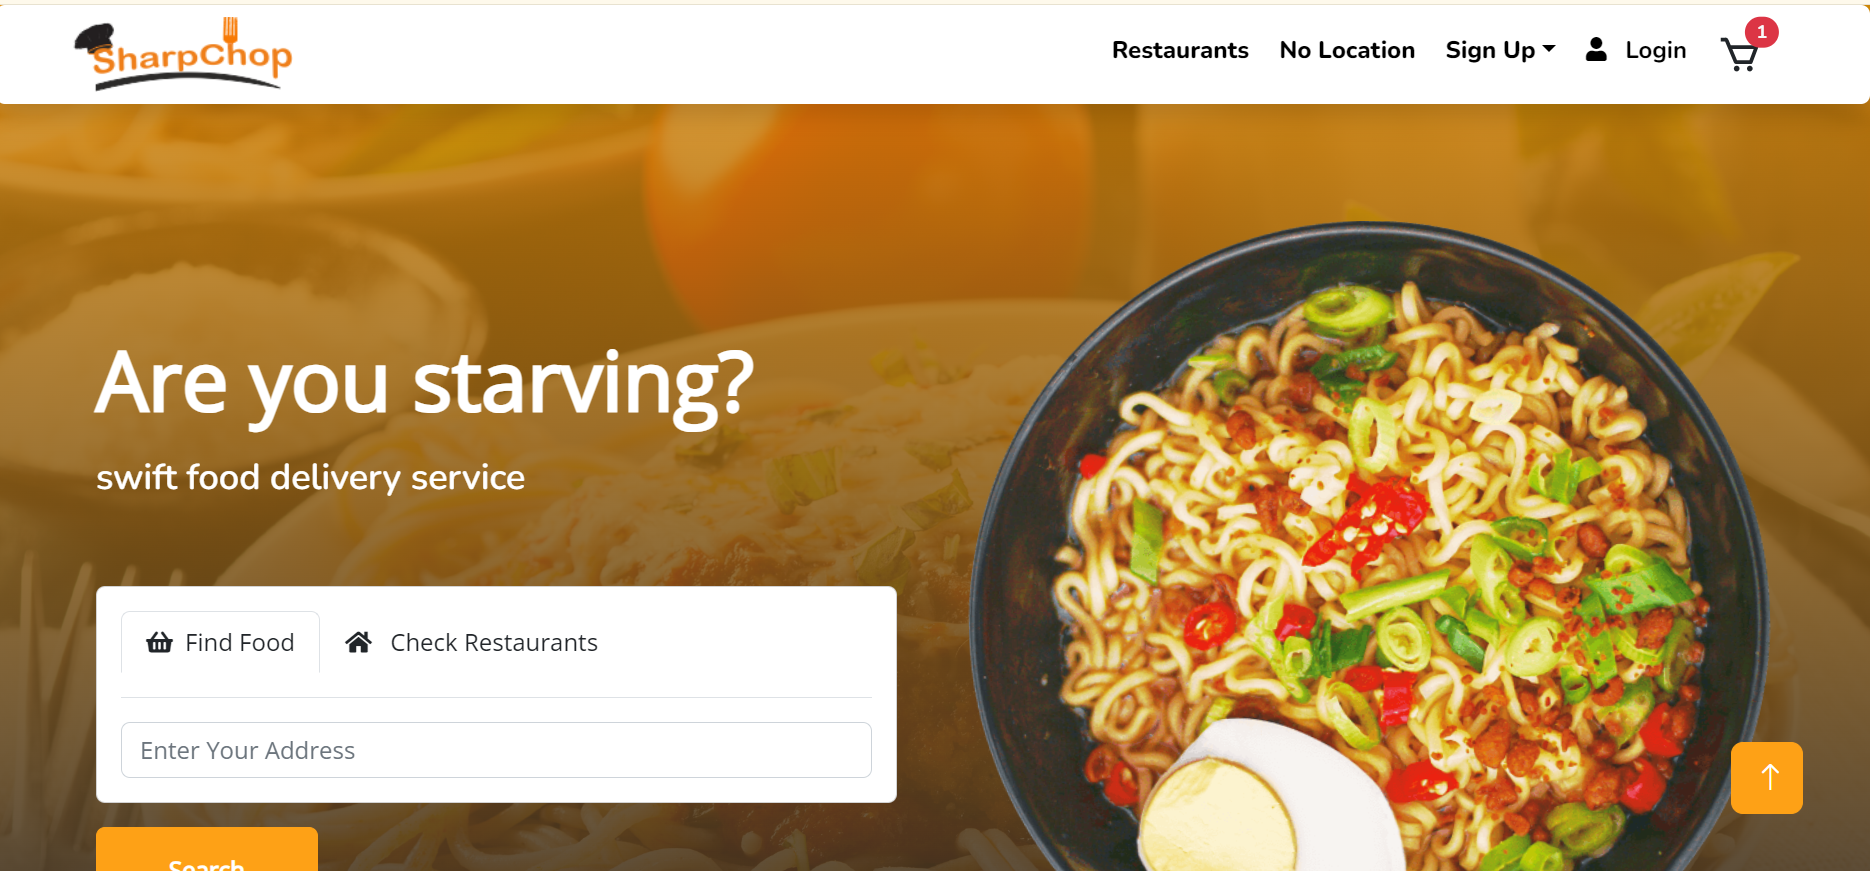 SharpChop
Restaurants No Location Sign Up Login 1
Are you starving?
swift food delivery service
Find Food Check Restaurants
Enter Your Address
Search